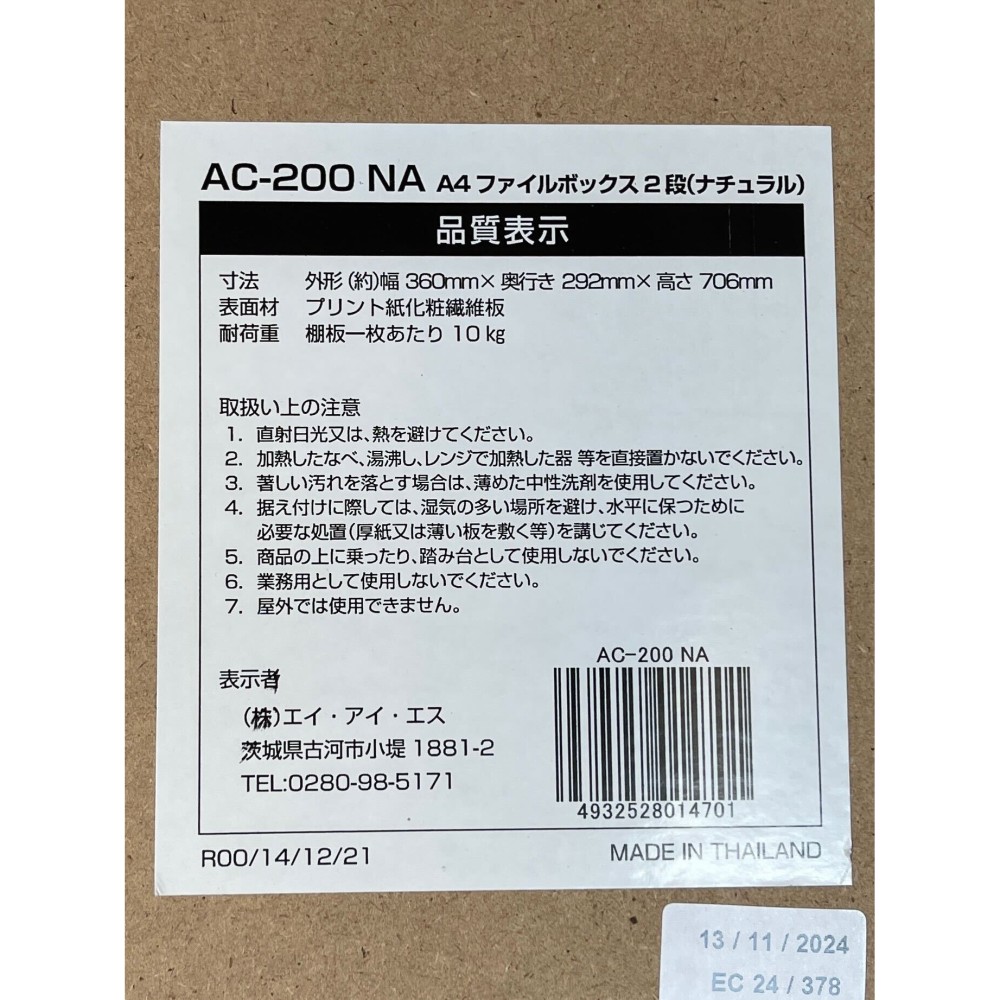 AC-200 NA A4 ファイルボックス2段(ナチュラル)
品質表示
寸法 外形(約)幅 360mm× 奥行き 292mm× 高さ 706mm
表面材 プリント紙化粧繊維板
耐荷重 棚板一枚あたり 10kg
取扱い上の注意
1. 直射日光又は、熱を避けてください。
2. 加熱したなべ、湯沸し、レンジで加熱した器 等を直接置かないでください。
3. 著しい汚れを落とす場合は、薄めた中性洗剤を使用してください。
4. 据え付けに際しては、湿気の多い場所を避け、水平に保つために
必要な処置(厚紙又は薄い板を敷く等)を講じてください。
5. 商品の上に乗ったり、踏み台として使用しないでください。
6. 業務用として使用しないでください。
7. 屋外では使用できません。
表示者
(株)エイ・アイ・エス
茨城県古河市小堤 1881-2
TEL:0280-98-5171
AC-200 NA
4932528014701
R00/14/12/21
MADE IN THAILAND
13 / 11 / 2024
EC 24 / 378